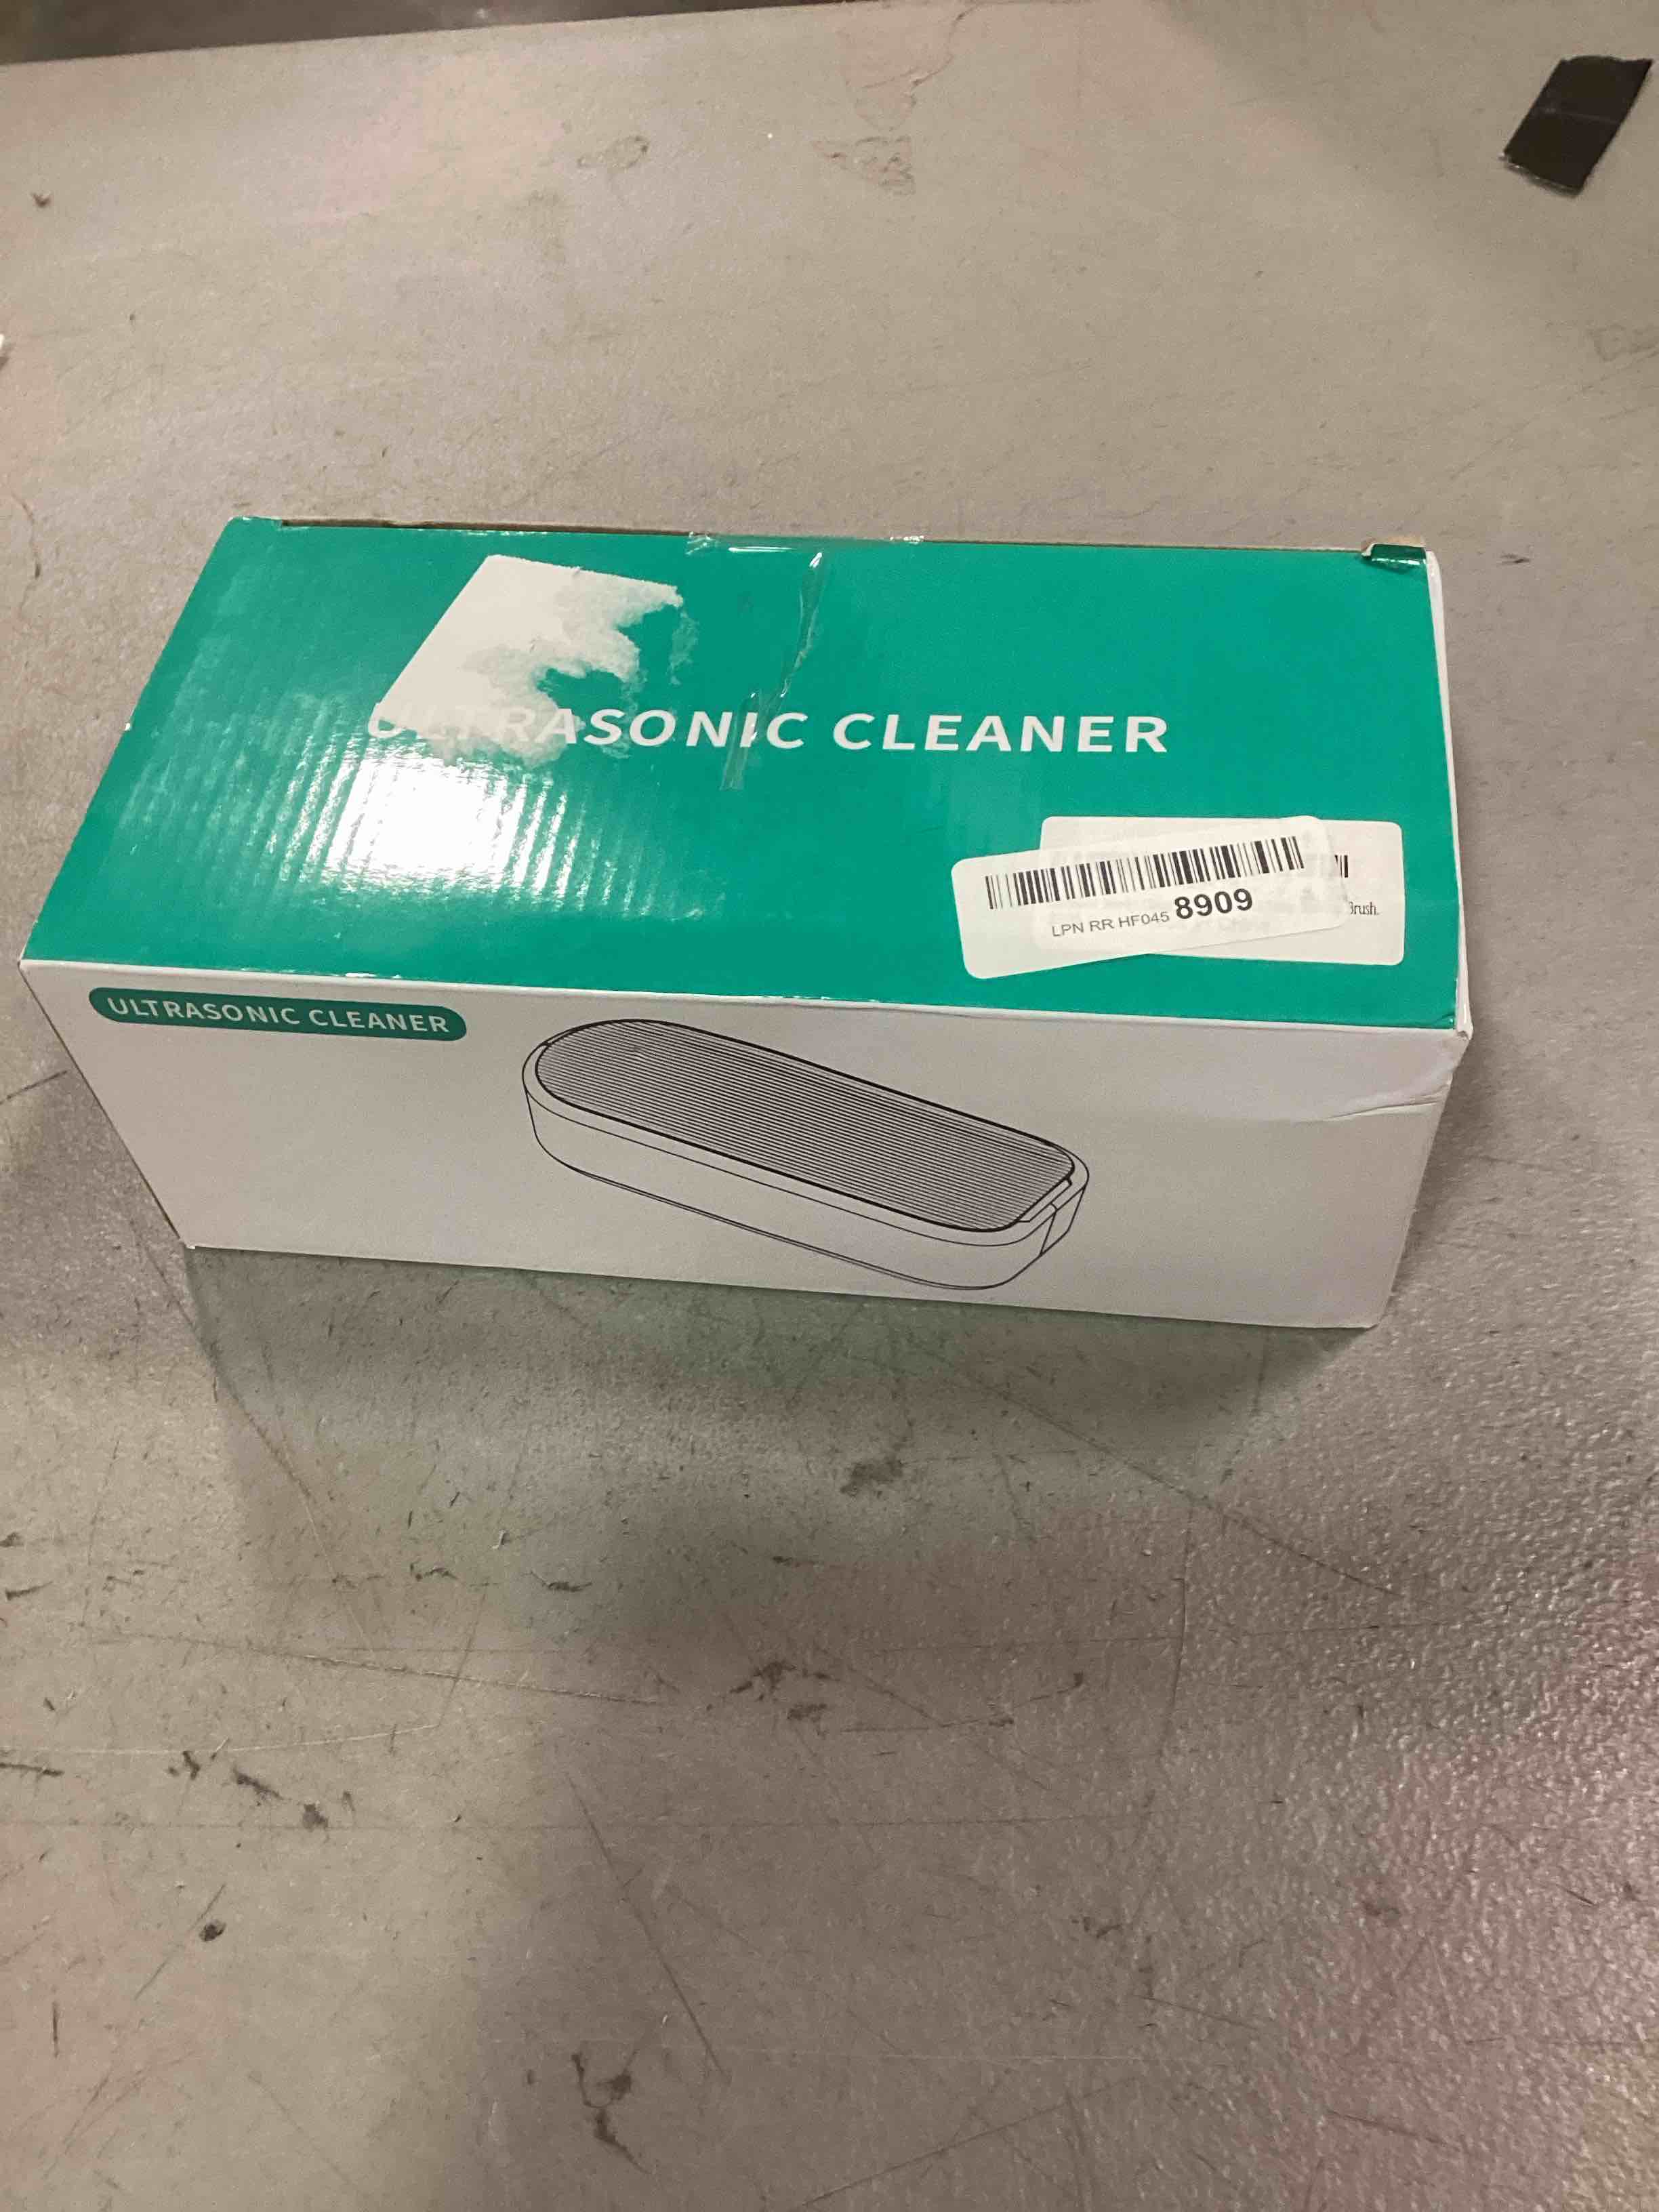 ULTRASONIC CLEANER
LPN RR HF045 8909
Brush.
ULTRASONIC CLEANER